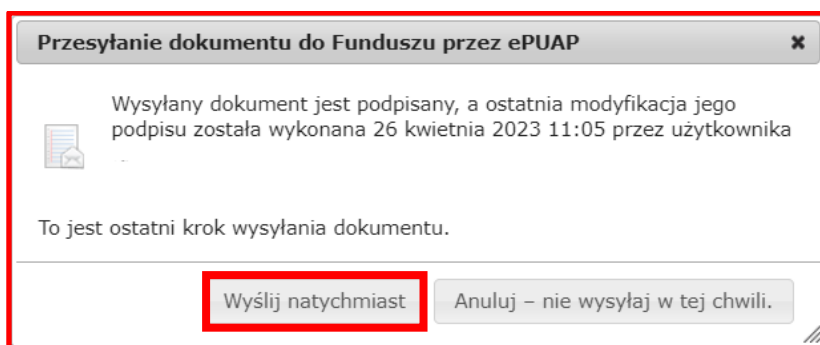 Przesyłanie dokumentu do Funduszu przez ePUAP
Wysyłany dokument jest podpisany, a ostatnia modyfikacja jego
podpisu została wykonana 26 kwietnia 2023 11:05 przez użytkownika
To jest ostatni krok wysyłania dokumentu.
Wyślij natychmiast
Anuluj – nie wysyłaj w tej chwili.